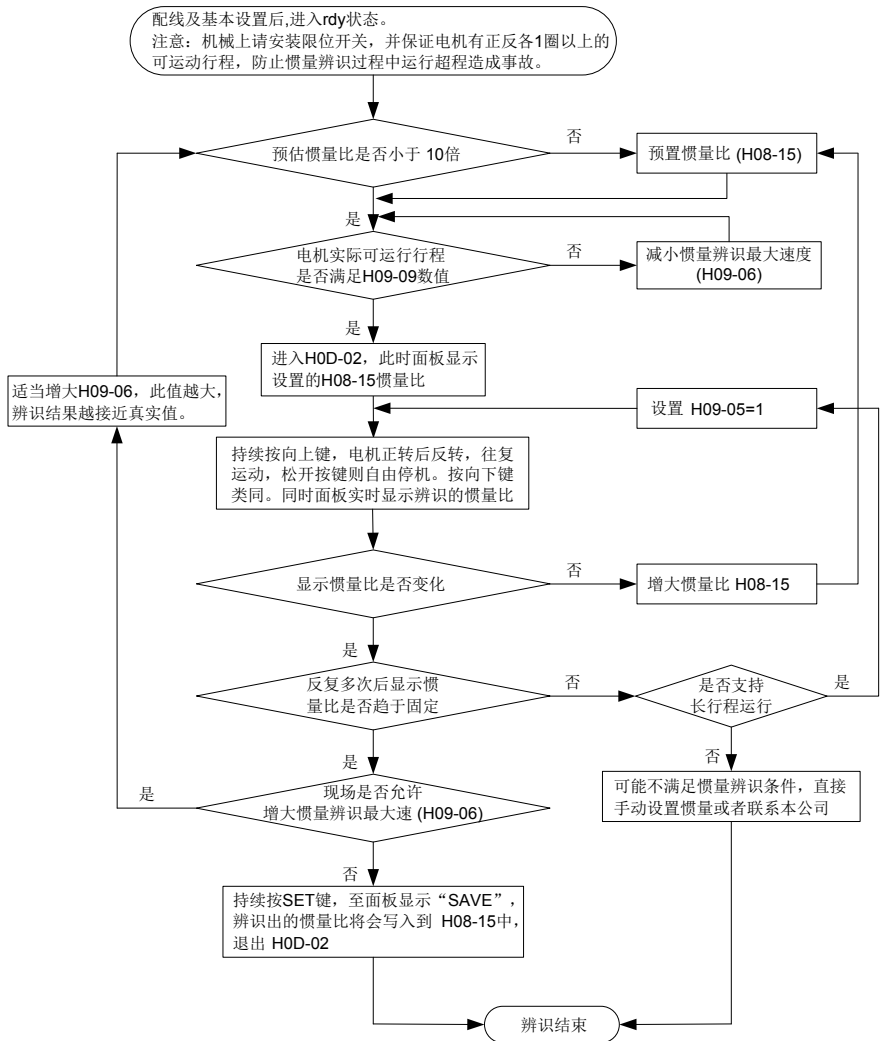 配线及基本设置后,进入rdy状态。
注意：机械上请安装限位开关，并保证电机有正反各1圈以上的
可运动行程，防止惯量辨识过程中运行超程造成事故。
预估惯量比是否小于 10倍
否
预置惯量比 (H08-15)
是
电机实际可运行行程
是否满足H09-09数值
否
减小惯量辨识最大速度
(H09-06)
是
进入H0D-02，此时面板显示
设置的H08-15惯量比
适当增大H09-06，此值越大，
辨识结果越接近真实值。
设置 H09-05=1
持续按向上键，电机正转后反转，往复
运动，松开按键则自由停机。按向下键
类同。同时面板实时显示辨识的惯量比
显示惯量比是否变化
否
增大惯量比 H08-15
是
反复多次后显示惯
量比是否趋于固定
否
是否支持
长行程运行
是
是
否
现场是否允许
增大惯量辨识最大速 (H09-06)
是
可能不满足惯量辨识条件，直接
手动设置惯量或者联系本公司
否
持续按SET键，至面板显示“SAVE”，
辨识出的惯量比将会写入到 H08-15中，
退出 H0D-02
辨识结束